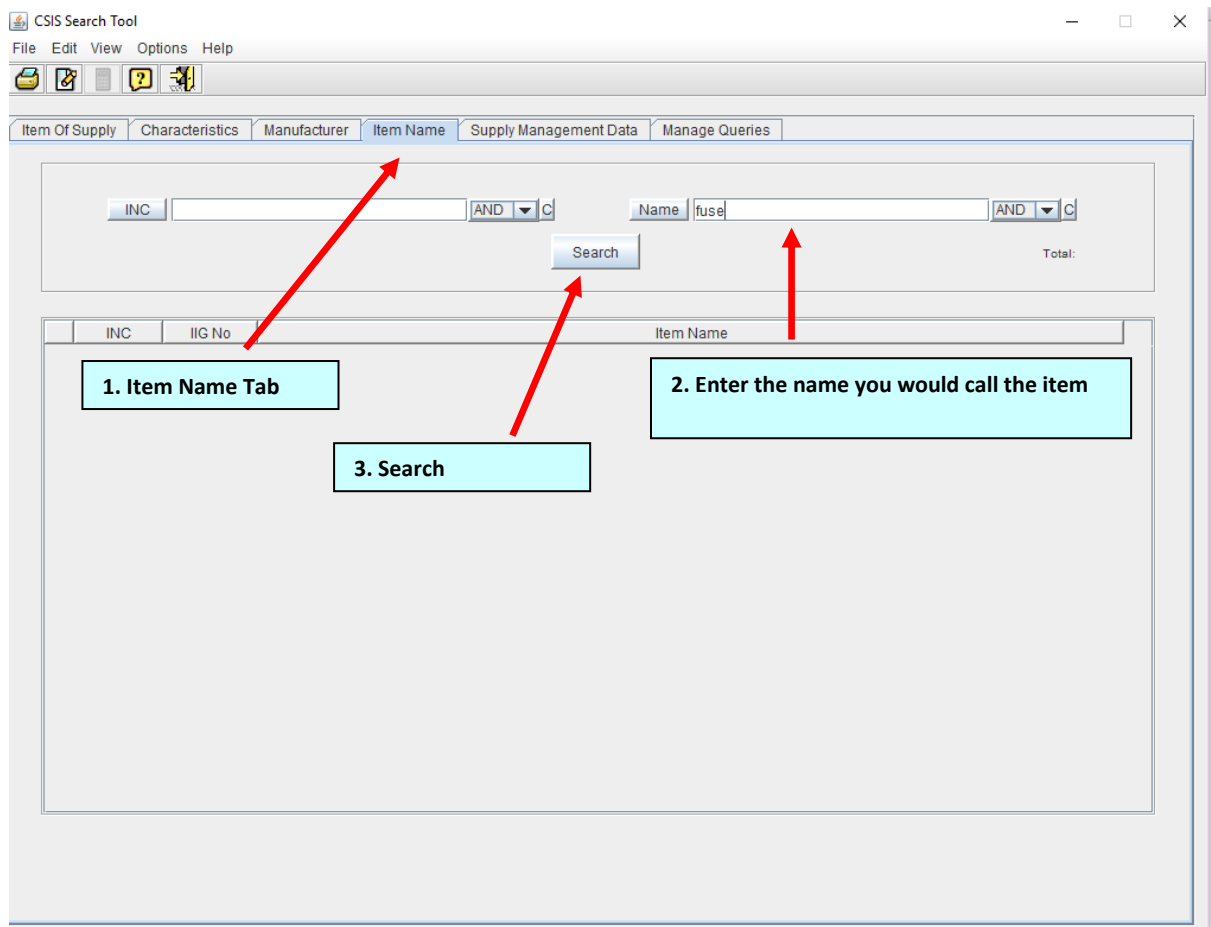 CSIS Search Tool
File Edit View Options Help
Item Of Supply Characteristics Manufacturer Item Name Supply Management Data Manage Queries
INC AND C Name fuse AND C
Search Total:
INC IIG No Item Name
1. Item Name Tab
2. Enter the name you would call the item
3. Search